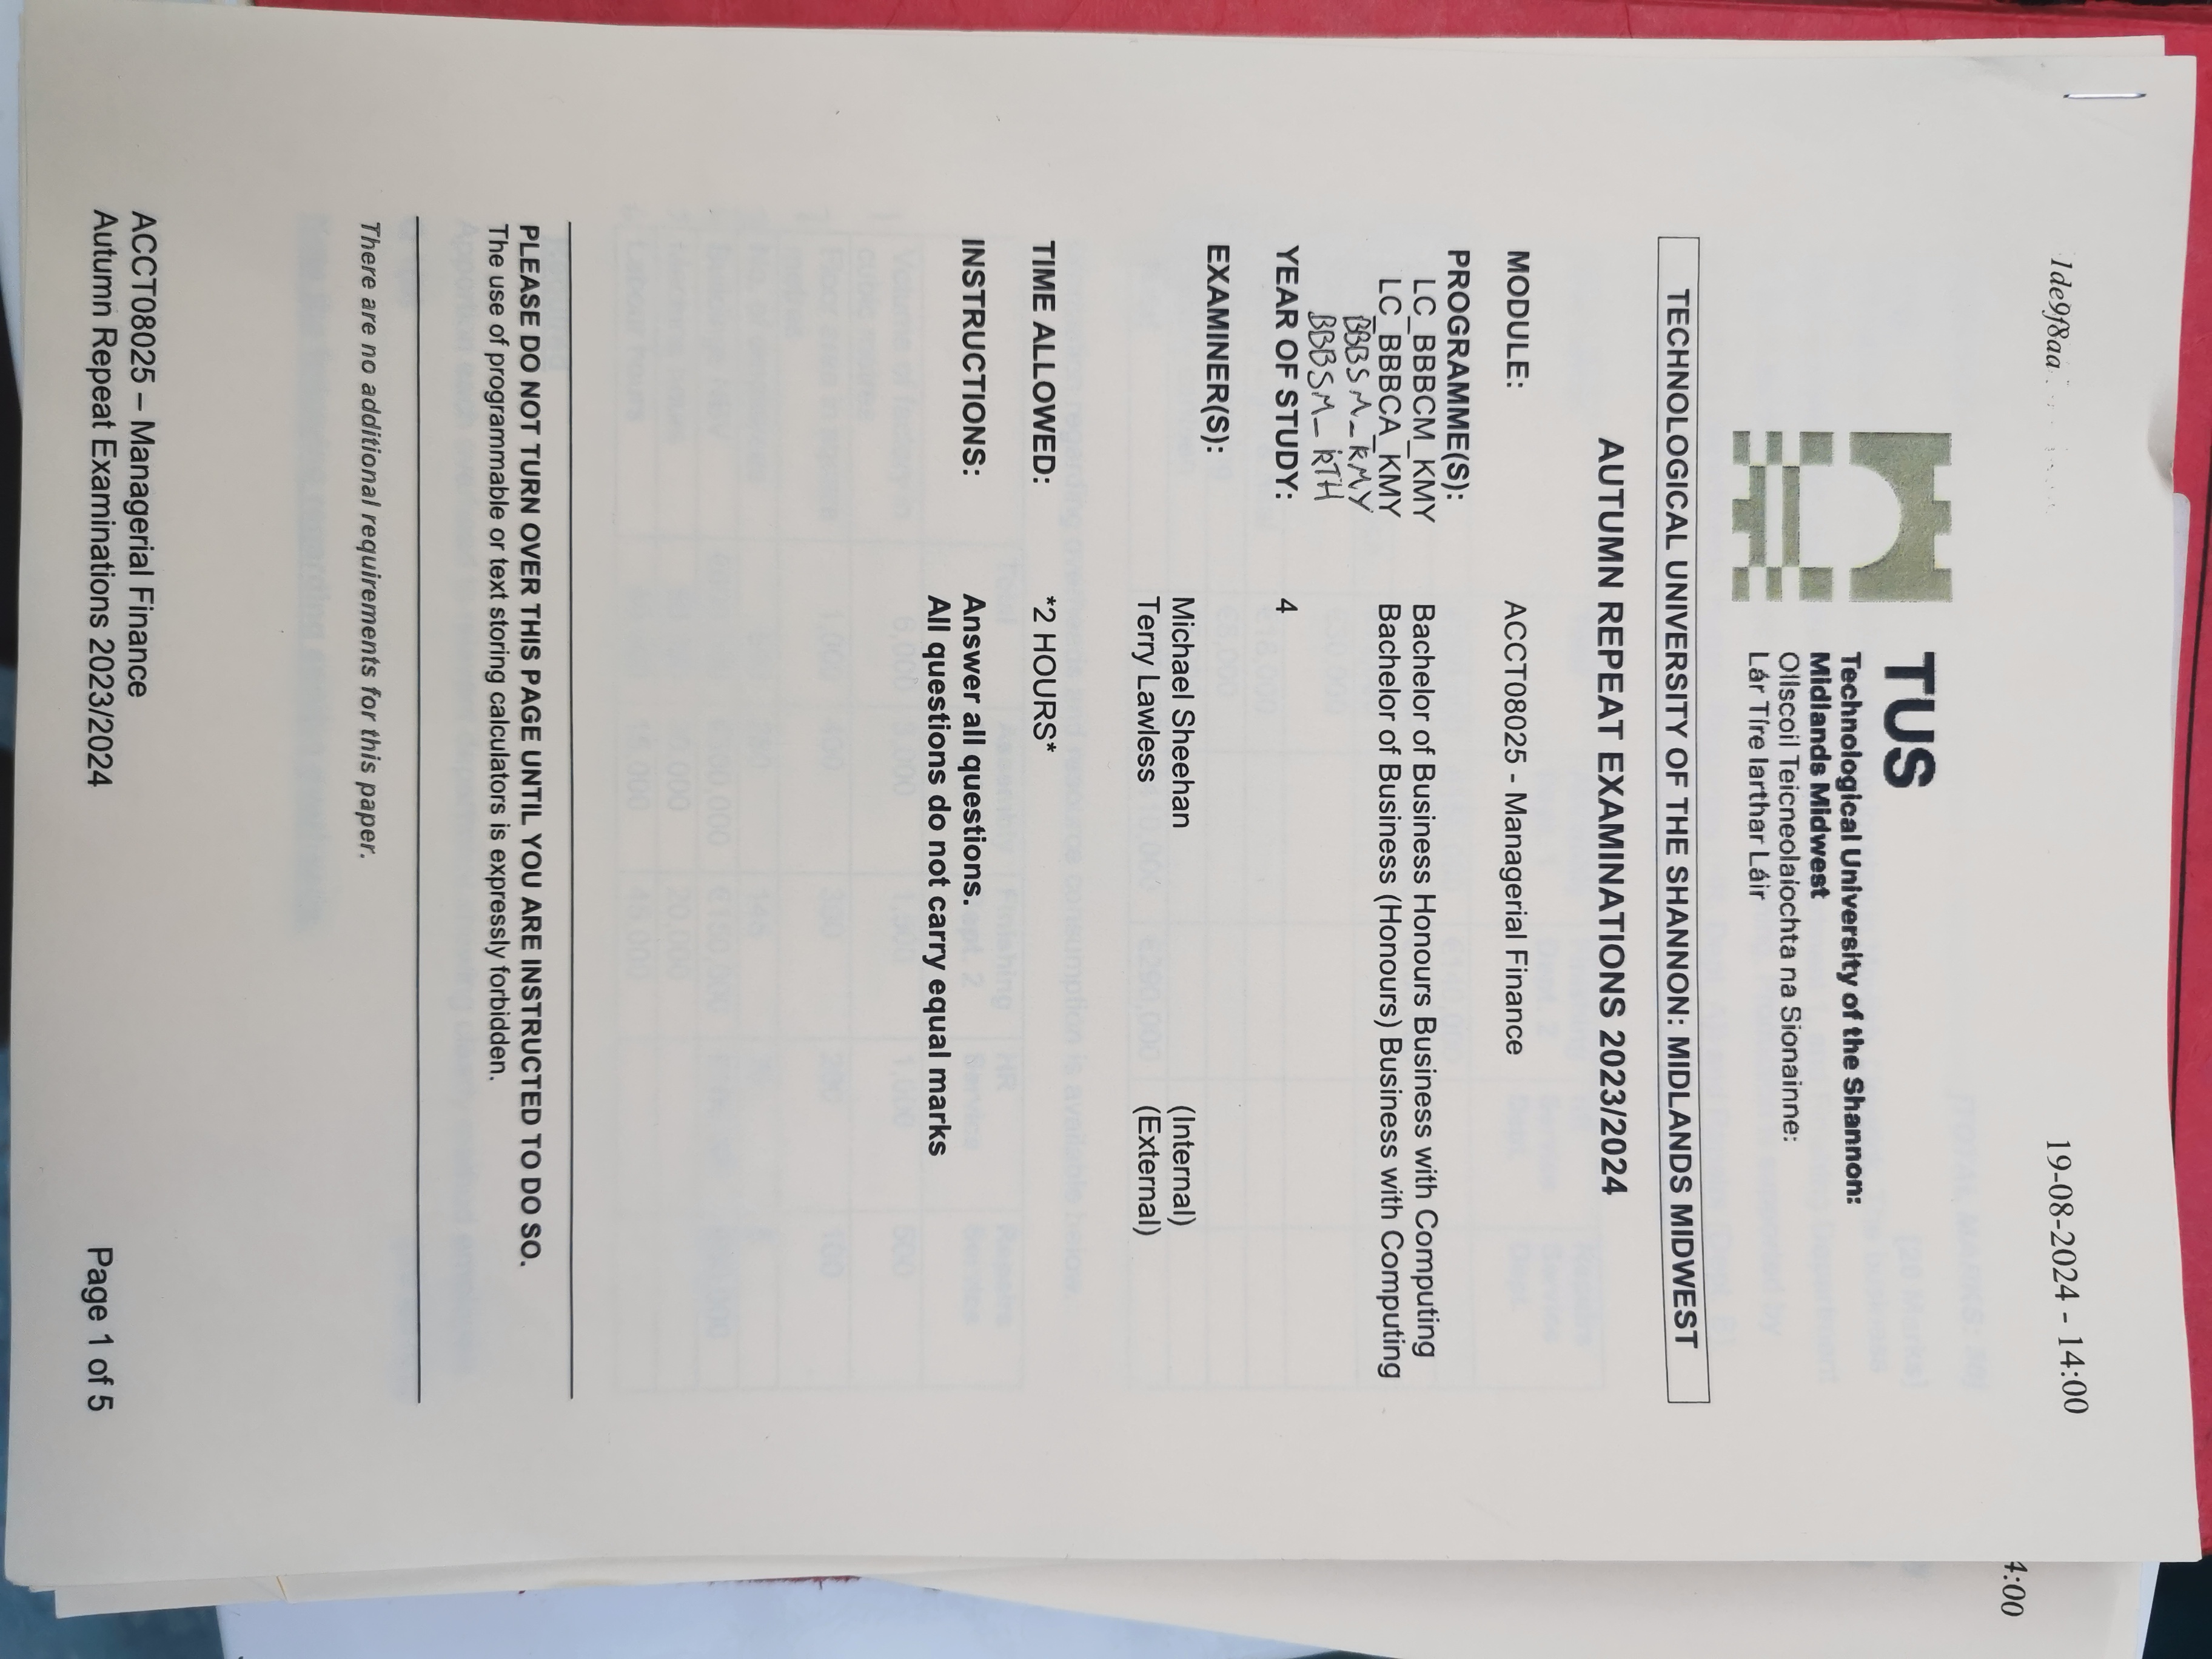 1de9f8aa
19-08-2024 - 14:00
4:00
TUS
Technological University of the Shannon:
Midlands Midwest
Ollscoil Teicneolaíochta na Sionainne:
Lár Tíre Iarthar Láir
TECHNOLOGICAL UNIVERSITY OF THE SHANNON: MIDLANDS MIDWEST
AUTUMN REPEAT EXAMINATIONS 2023/2024
MODULE: ACCT08025 - Managerial Finance
PROGRAMME(S):
LC_BBBCM_KMY Bachelor of Business Honours Business with Computing
LC_BBBCA_KMY Bachelor of Business (Honours) Business with Computing
BBBSM_KMY
BBBSM_KTH
YEAR OF STUDY: 4
EXAMINER(S):
Michael Sheehan (Internal)
Terry Lawless (External)
TIME ALLOWED: *2 HOURS*
INSTRUCTIONS: Answer all questions.
All questions do not carry equal marks
PLEASE DO NOT TURN OVER THIS PAGE UNTIL YOU ARE INSTRUCTED TO DO SO.
The use of programmable or text storing calculators is expressly forbidden.
There are no additional requirements for this paper.
ACCT08025 – Managerial Finance
Autumn Repeat Examinations 2023/2024
Page 1 of 5